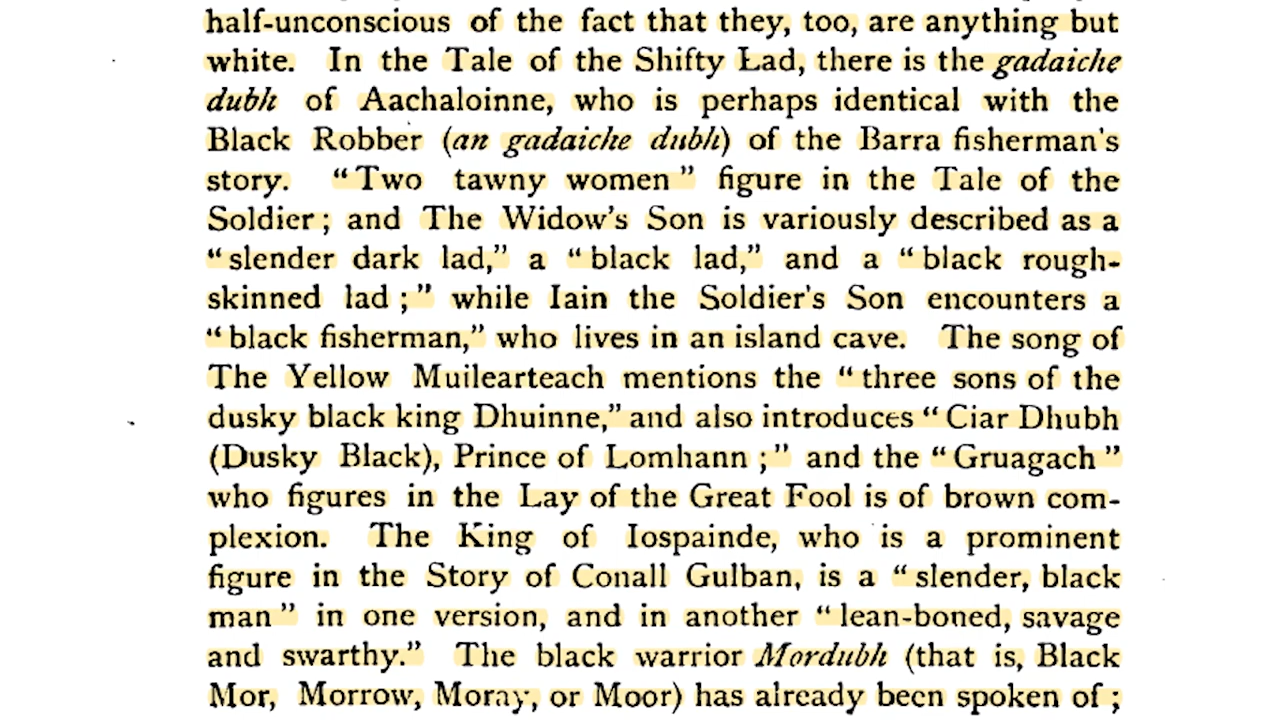 half-unconscious of the fact that they, too, are anything but
white. In the Tale of the Shifty Lad, there is the gadaiche
dubh of Aachaloinne, who is perhaps identical with the
Black Robber (an gadaiche dubh) of the Barra fisherman's
story. “Two tawny women” figure in the Tale of the
Soldier; and The Widow's Son is variously described as a
“slender dark lad,” a “black lad,” and a “black rough-
skinned lad;” while Iain the Soldier's Son encounters a
“black fisherman,” who lives in an island cave. The song of
The Yellow Muilearteach mentions the “three sons of the
dusky black king Dhuinne,” and also introduces “Ciar Dhubh
(Dusky Black), Prince of Lomhann;” and the “Gruagach”
who figures in the Lay of the Great Fool is of brown com-
plexion. The King of Iospainde, who is a prominent
figure in the Story of Conall Gulban, is a “slender, black
man” in one version, and in another “lean-boned, savage
and swarthy.” The black warrior Mordubh (that is, Black
Mor, Morrow, Moray, or Moor) has already been spoken of;